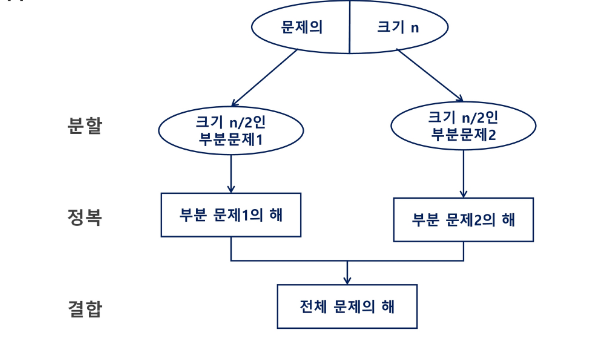 문제의 크기 n
분할
크기 n/2인
부분문제1
크기 n/2인
부분문제2
정복
부분 문제1의 해
부분 문제2의 해
결합
전체 문제의 해